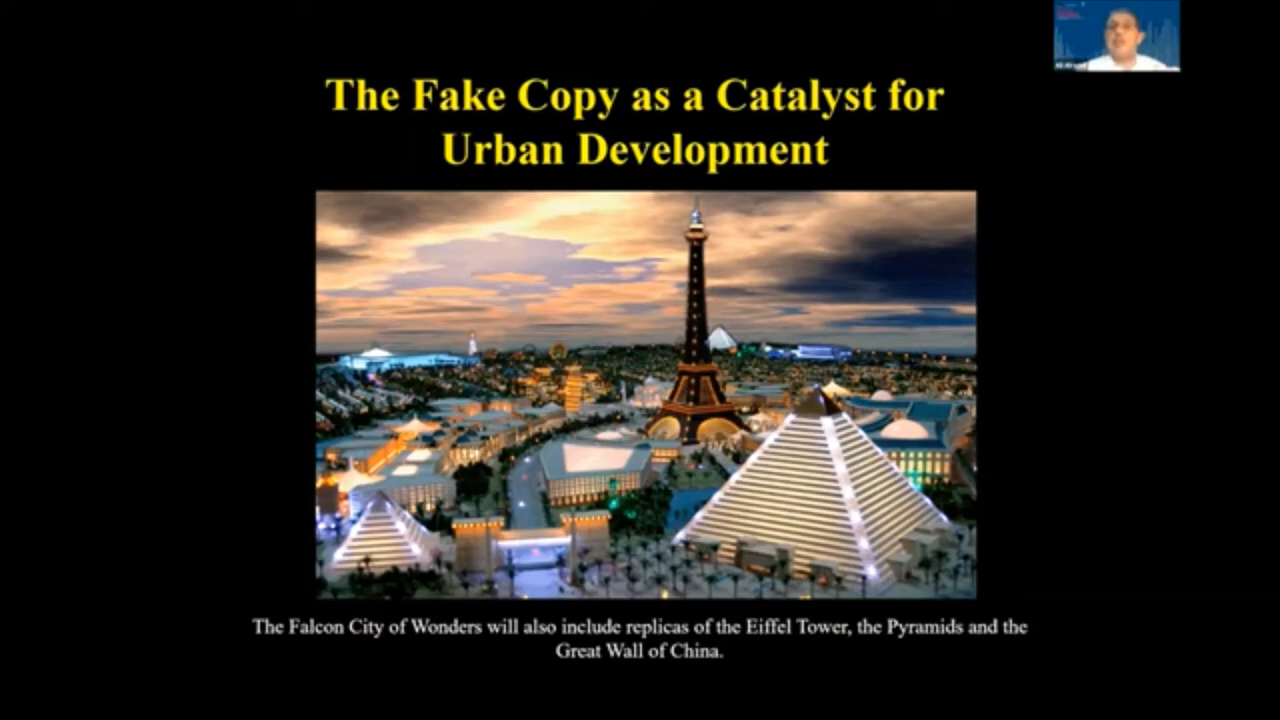 The Fake Copy as a Catalyst for
Urban Development
The Falcon City of Wonders will also include replicas of the Eiffel Tower, the Pyramids and the
Great Wall of China.